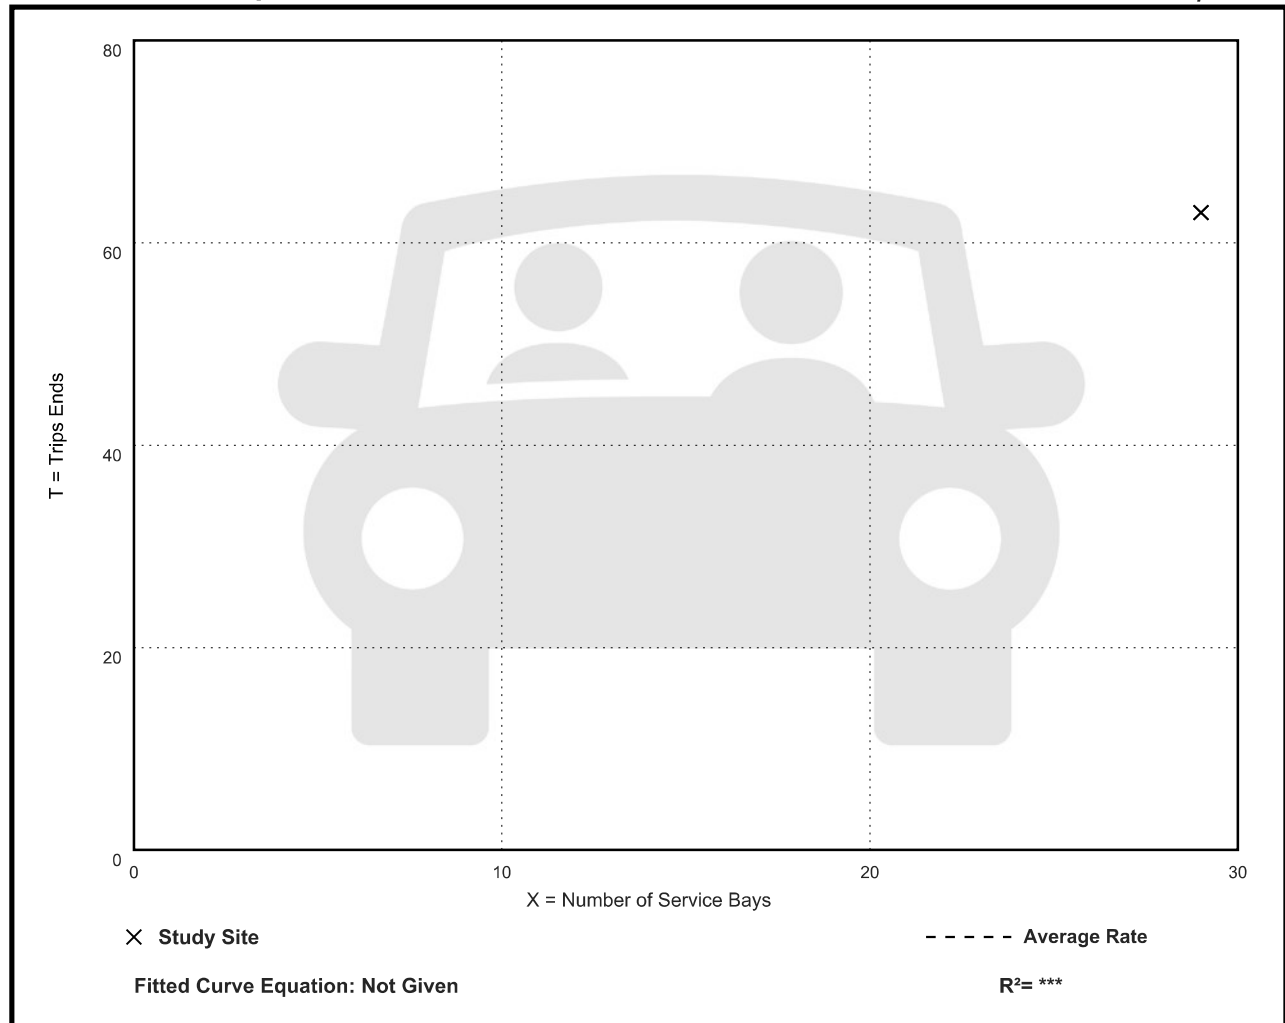 80
60
40
20
0
T = Trips Ends
0 10 20 30
X = Number of Service Bays
Study Site
Average Rate
Fitted Curve Equation: Not Given
R²= ***